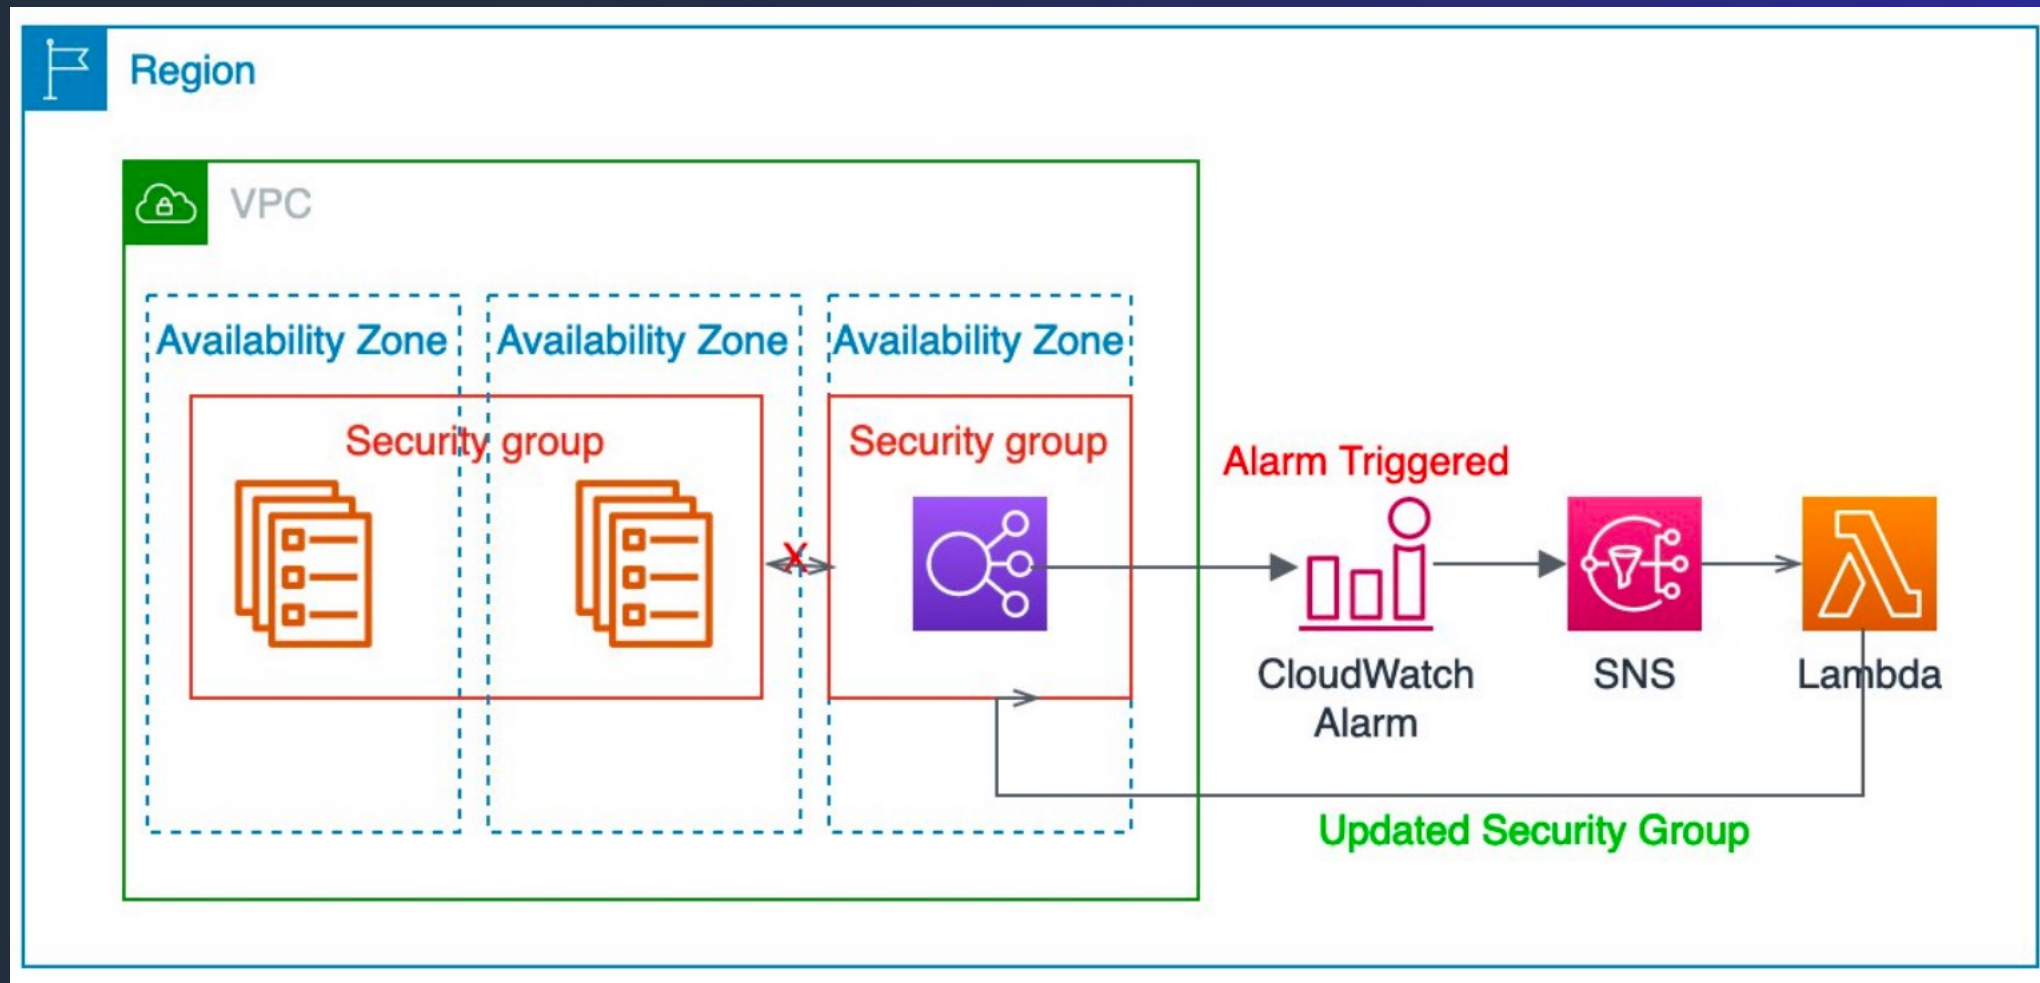 Region
VPC
Availability Zone
Availability Zone
Availability Zone
Security group
Security group
X
Alarm Triggered
CloudWatch
Alarm
SNS
Lambda
Updated Security Group